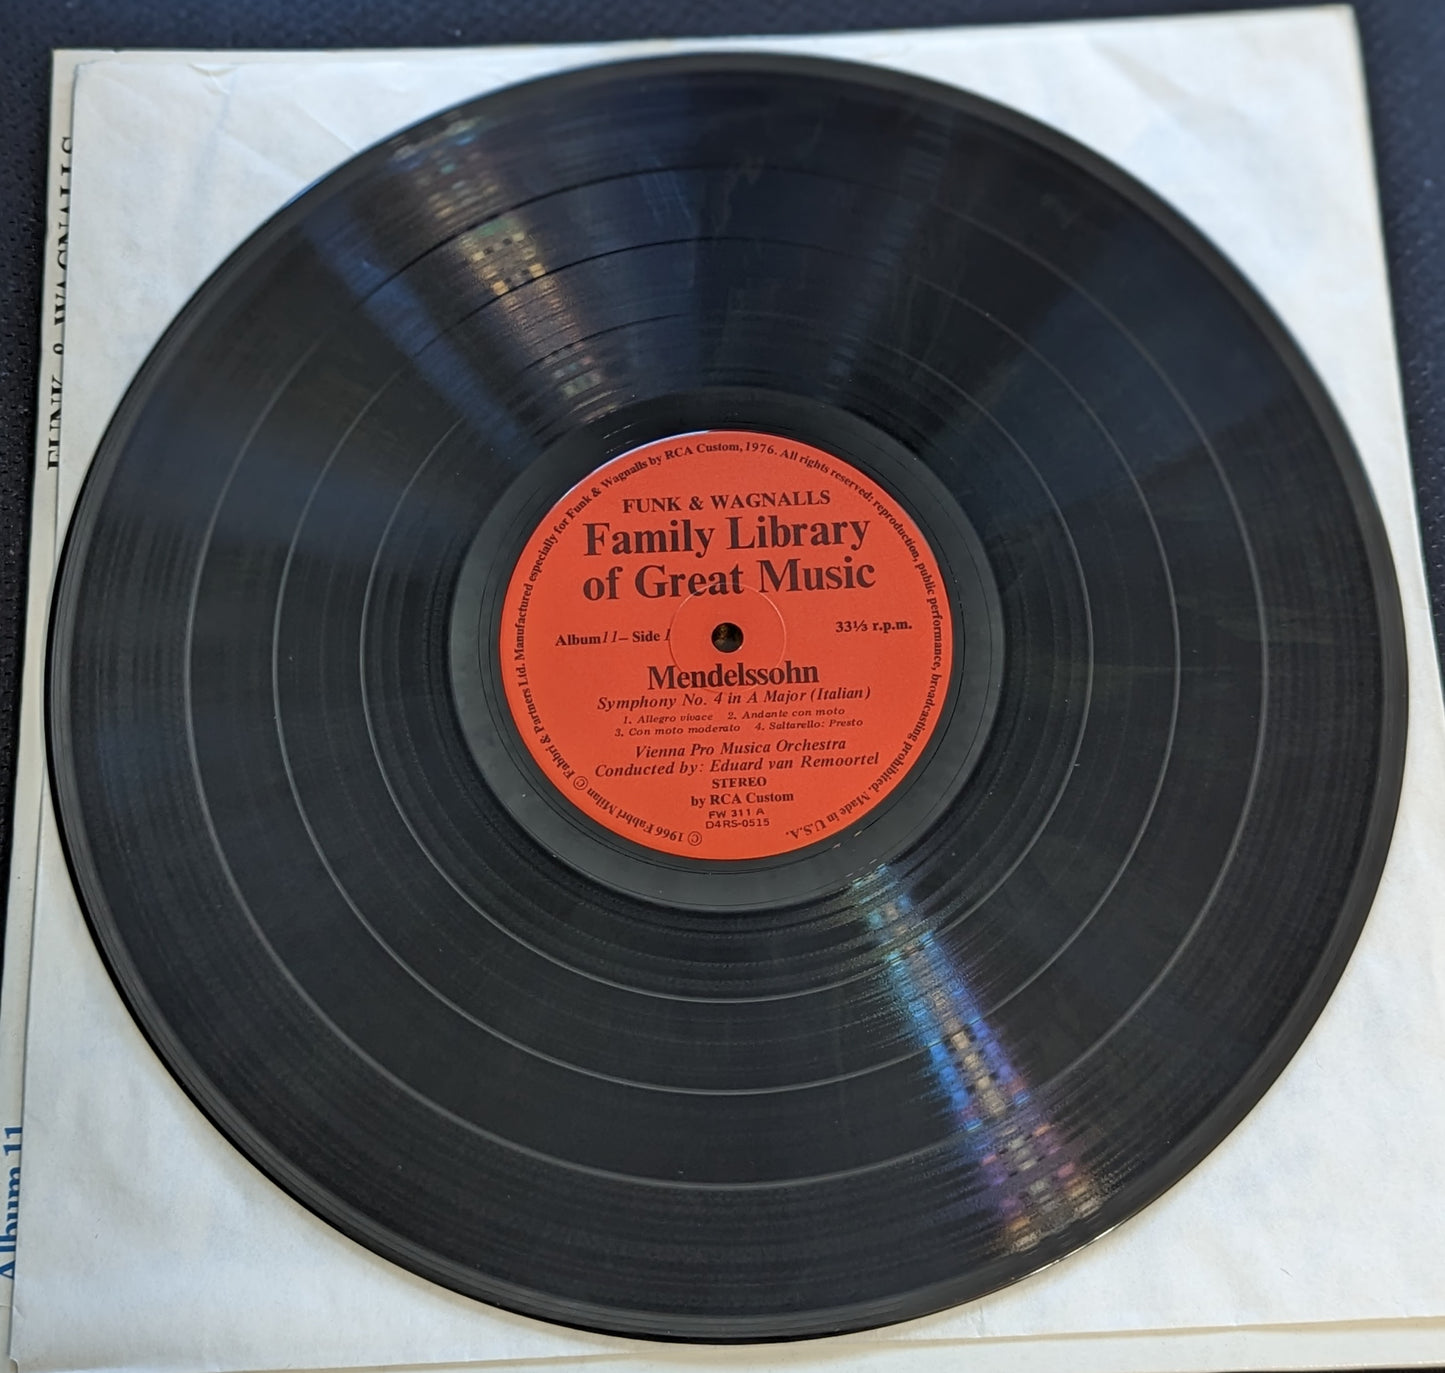 FUNK & WAGNALLS
Album 11
Manufactured especially for Funk & Wagnalls by RCA Custom, 1976. All rights reserved: reproduction, public performance, broadcasting prohibited. Made in U.S.A.
© 1966 Fabbri Milan © Fabbri & Partners Ltd.
FUNK & WAGNALLS
Family Library
of Great Music
Album 11 – Side 1
33⅓ r.p.m.
Mendelssohn
Symphony No. 4 in A Major (Italian)
1. Allegro vivace 2. Andante con moto
3. Con moto moderato 4. Saltarello: Presto
Vienna Pro Musica Orchestra
Conducted by: Eduard van Remoortel
STEREO
by RCA Custom
FW 311 A
D4RS-0515